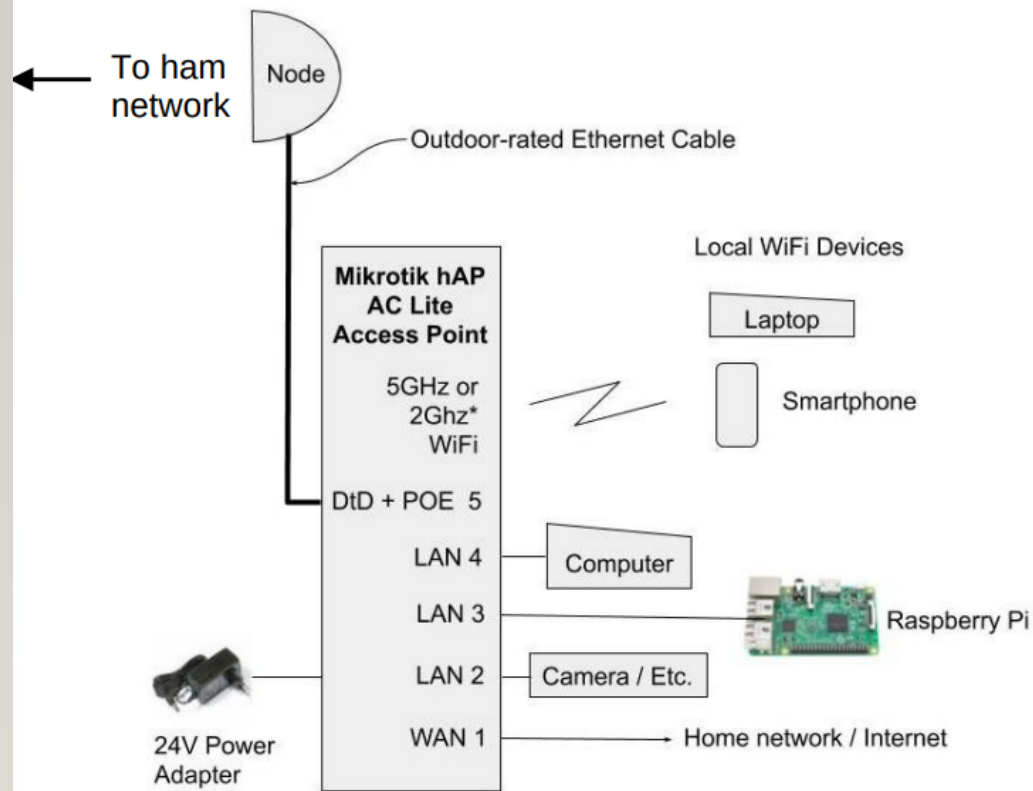 To ham
network
Node
Outdoor-rated Ethernet Cable
Mikrotik hAP
AC Lite
Access Point
5GHz or
2Ghz*
WiFi
Local WiFi Devices
Laptop
Smartphone
DtD + POE 5
LAN 4
Computer
LAN 3
Raspberry Pi
LAN 2
Camera / Etc.
24V Power
Adapter
WAN 1
Home network / Internet